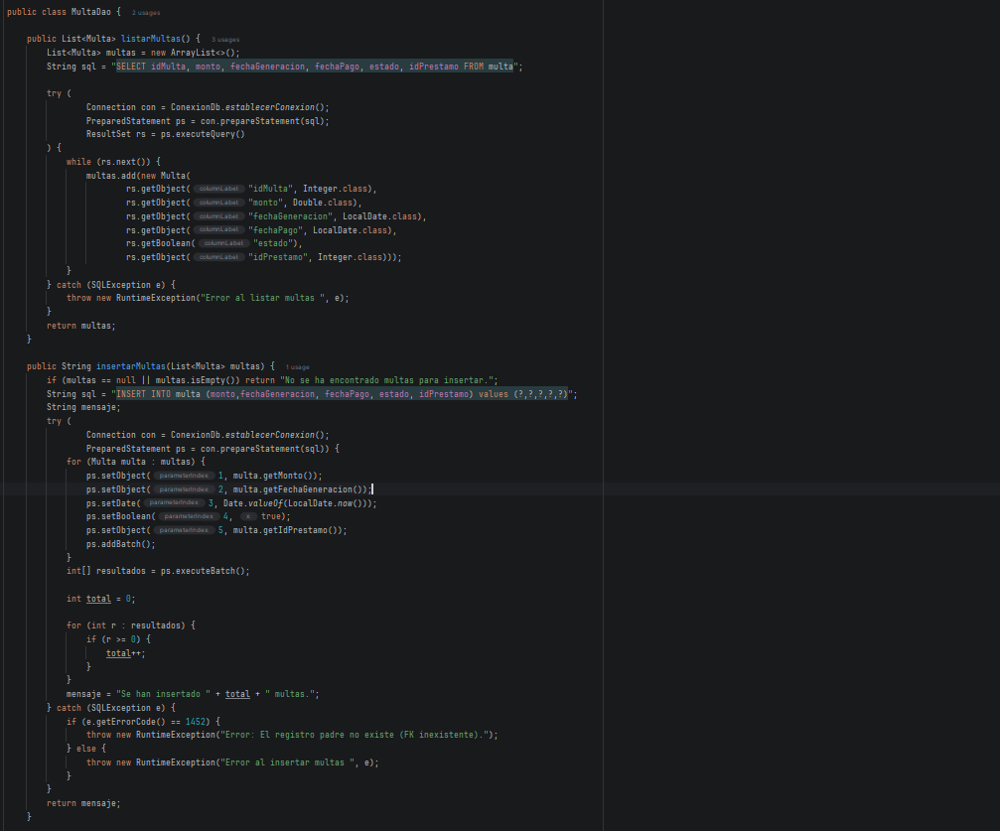 public class MultaDao {  2 usages
    public List<Multa> listarMultas() {  3 usages
        List<Multa> multas = new ArrayList<>();
        String sql = "SELECT idMulta, monto, fechaGeneracion, fechaPago, estado, idPrestamo FROM multa";
        try (
                Connection con = ConexionDb.establecerConexion();
                PreparedStatement ps = con.prepareStatement(sql);
                ResultSet rs = ps.executeQuery()
        ) {
            while (rs.next()) {
                multas.add(new Multa(
                        rs.getObject( columnLabel "idMulta", Integer.class),
                        rs.getObject( columnLabel "monto", Double.class),
                        rs.getObject( columnLabel "fechaGeneracion", LocalDate.class),
                        rs.getObject( columnLabel "fechaPago", LocalDate.class),
                        rs.getBoolean( columnLabel "estado"),
                        rs.getObject( columnLabel "idPrestamo", Integer.class)));
            }
        } catch (SQLException e) {
            throw new RuntimeException("Error al listar multas ", e);
        }
        return multas;
    }
    public String insertarMultas(List<Multa> multas) {  1 usage
        if (multas == null || multas.isEmpty()) return "No se ha encontrado multas para insertar.";
        String sql = "INSERT INTO multa (monto,fechaGeneracion, fechaPago, estado, idPrestamo) values (?,?,?,?,?)";
        String mensaje;
        try (
                Connection con = ConexionDb.establecerConexion();
                PreparedStatement ps = con.prepareStatement(sql)) {
            for (Multa multa : multas) {
                ps.setObject( parameterIndex 1, multa.getMonto());
                ps.setObject( parameterIndex 2, multa.getFechaGeneracion());
                ps.setDate( parameterIndex 3, Date.valueOf(LocalDate.now()));
                ps.setBoolean( parameterIndex 4, x true);
                ps.setObject( parameterIndex 5, multa.getIdPrestamo());
                ps.addBatch();
            }
            int[] resultados = ps.executeBatch();
            int total = 0;
            for (int r : resultados) {
                if (r >= 0) {
                    total++;
                }
            }
            mensaje = "Se han insertado " + total + " multas.";
        } catch (SQLException e) {
            if (e.getErrorCode() == 1452) {
                throw new RuntimeException("Error: El registro padre no existe (FK inexistente).");
            } else {
                throw new RuntimeException("Error al insertar multas ", e);
            }
        }
        return mensaje;
    }